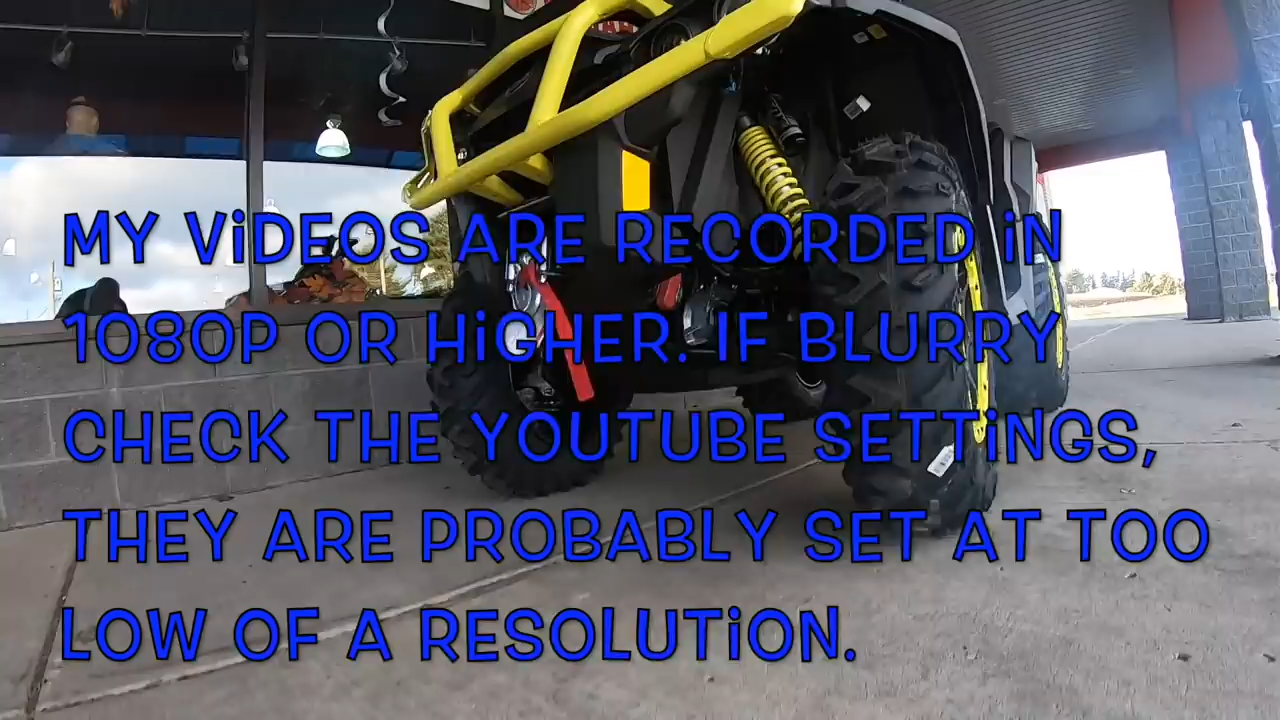 MY ViDEOS ARE RECORDED iN
1080P OR HiGHER. IF BLURRY
CHECK THE YOUTUBE SETTiNGS,
THEY ARE PROBABLY SET AT TOO
LOW OF A RESOLUTiON.